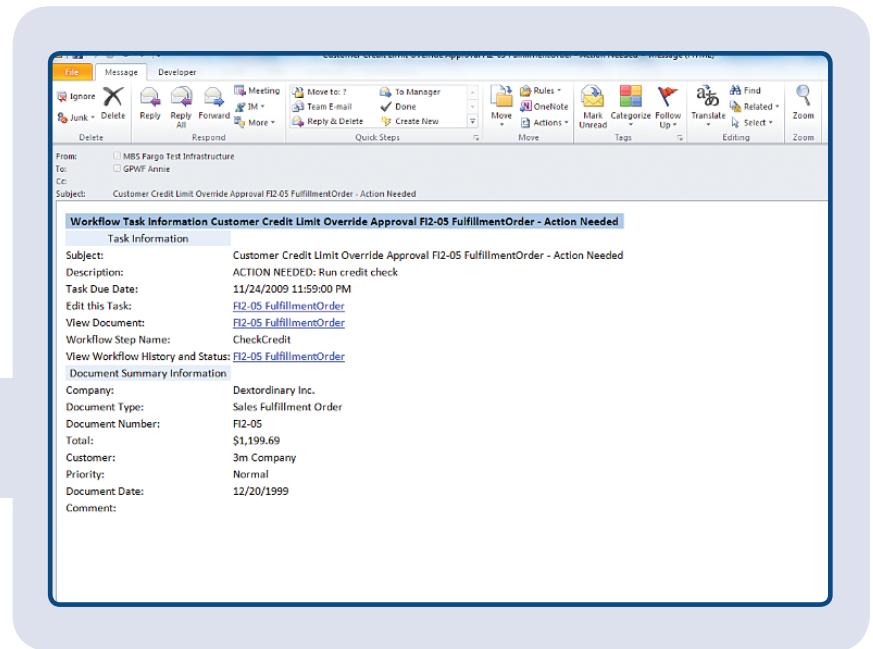 Customer Credit Limit Override Approval FI2-05 FulfillmentOrder - Action Needed - Message (HTML)
File Message Developer
Ignore Delete Reply Reply All Forward Meeting Move to: ? To Manager Move Rules OneNote Mark Unread Categorize Follow Up Translate Find Zoom
Junk IM Team E-mail Done Actions Related
More Reply & Delete Create New Select
Delete Respond Quick Steps Move Tags Editing Zoom
From: MBS Fargo Test Infrastructure
To: GPWF Annie
Cc:
Subject: Customer Credit Limit Override Approval FI2-05 FulfillmentOrder - Action Needed
Workflow Task Information Customer Credit Limit Override Approval FI2-05 FulfillmentOrder - Action Needed
Task Information
Subject: Customer Credit Limit Override Approval FI2-05 FulfillmentOrder - Action Needed
Description: ACTION NEEDED: Run credit check
Task Due Date: 11/24/2009 11:59:00 PM
Edit this Task: FI2-05 FulfillmentOrder
View Document: FI2-05 FulfillmentOrder
Workflow Step Name: CheckCredit
View Workflow History and Status: FI2-05 FulfillmentOrder
Document Summary Information
Company: Dextordinary Inc.
Document Type: Sales Fulfillment Order
Document Number: FI2-05
Total: $1,199.69
Customer: 3m Company
Priority: Normal
Document Date: 12/20/1999
Comment: